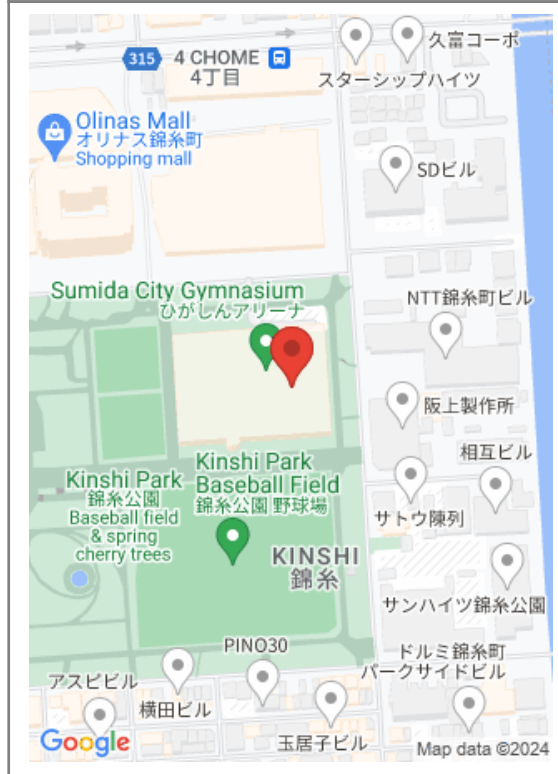 久富コーポ
315
4 CHOME
4丁目
スターシップハイツ
Olinas Mall
オリナス錦糸町
Shopping mall
SDビル
Sumida City Gymnasium
ひがしんアリーナ
NTT錦糸町ビル
阪上製作所
相互ビル
Kinshi Park
錦糸公園
Baseball field
& spring
cherry trees
Kinshi Park
Baseball Field
錦糸公園 野球場
サトウ陳列
KINSHI
錦糸
サンハイツ錦糸公園
PINO30
ドルミ錦糸町
パークサイドビル
アスピビル
横田ビル
玉居子ビル
Google
Map data ©2024